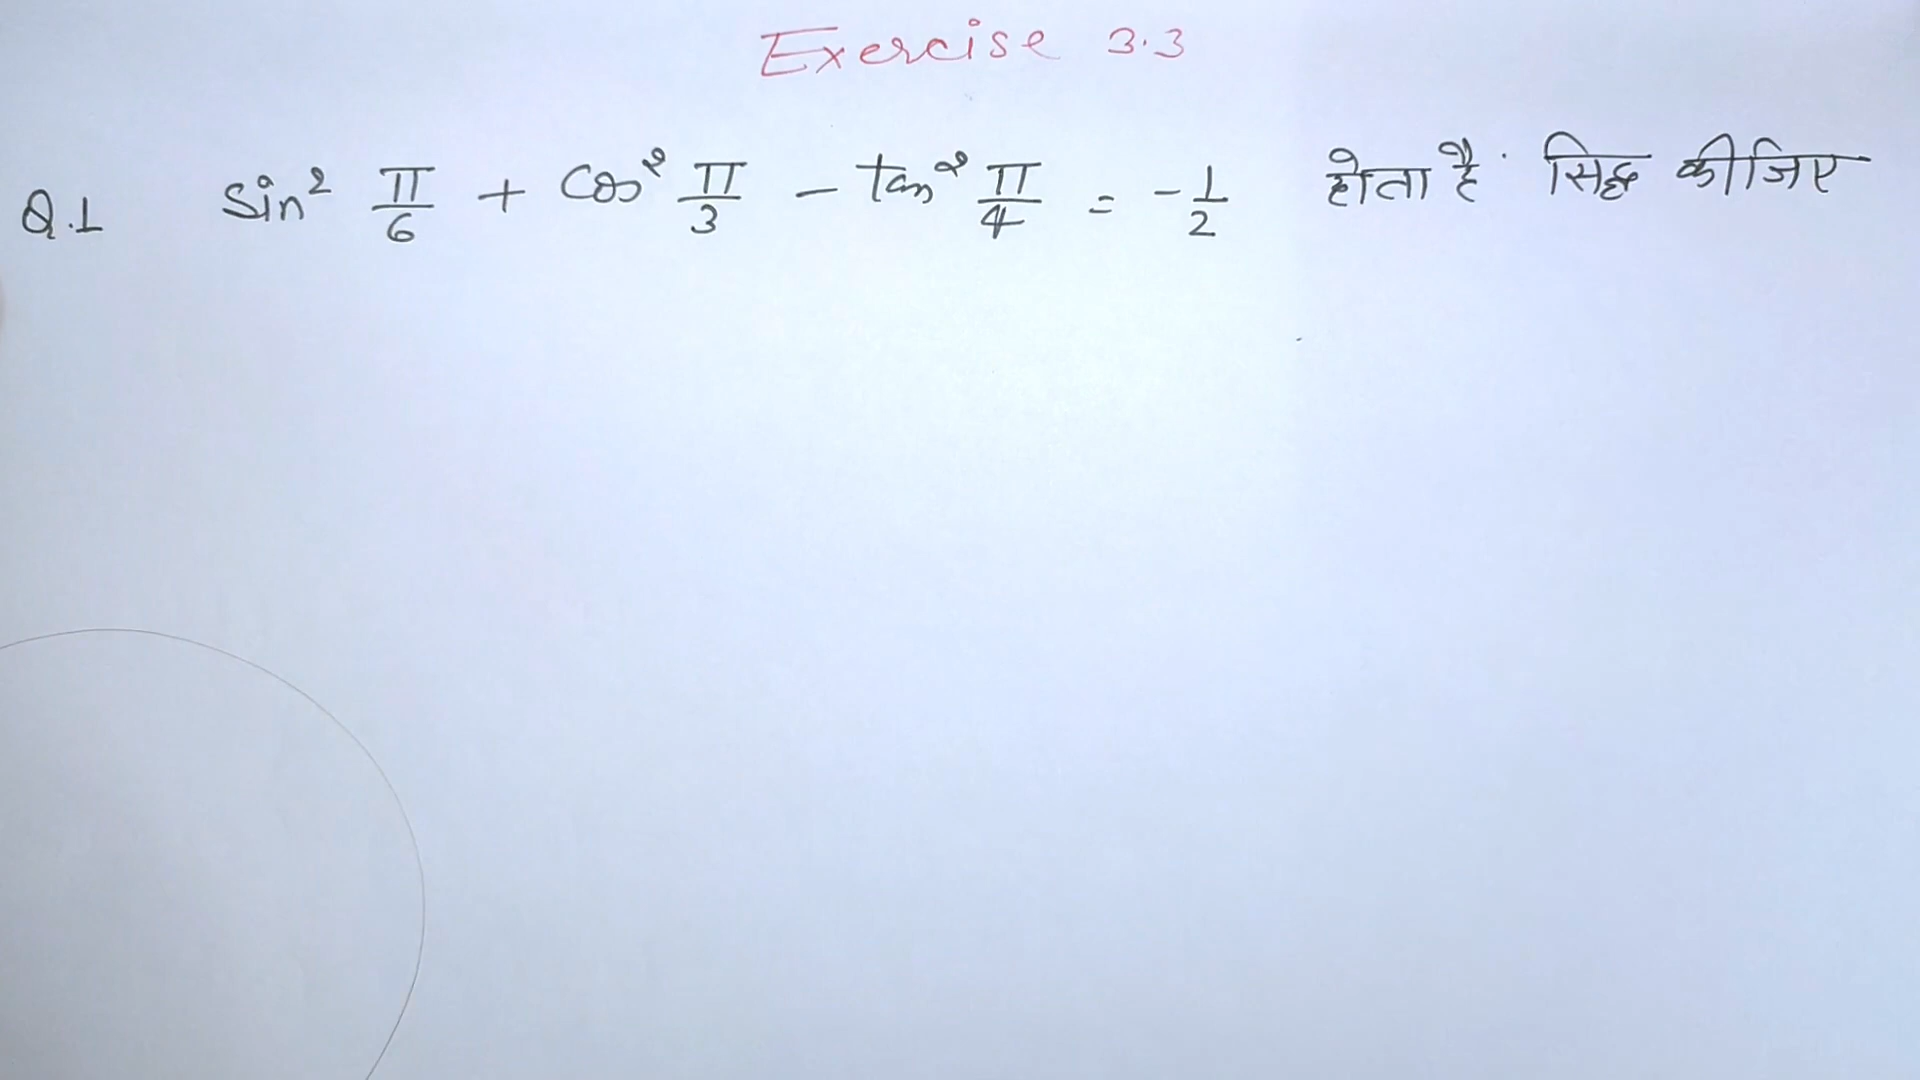 Exercise 3.3
Q.1 sin² π/6 + cos² π/3 - tan² π/4 = -1/2 होता है. सिद्ध कीजिए